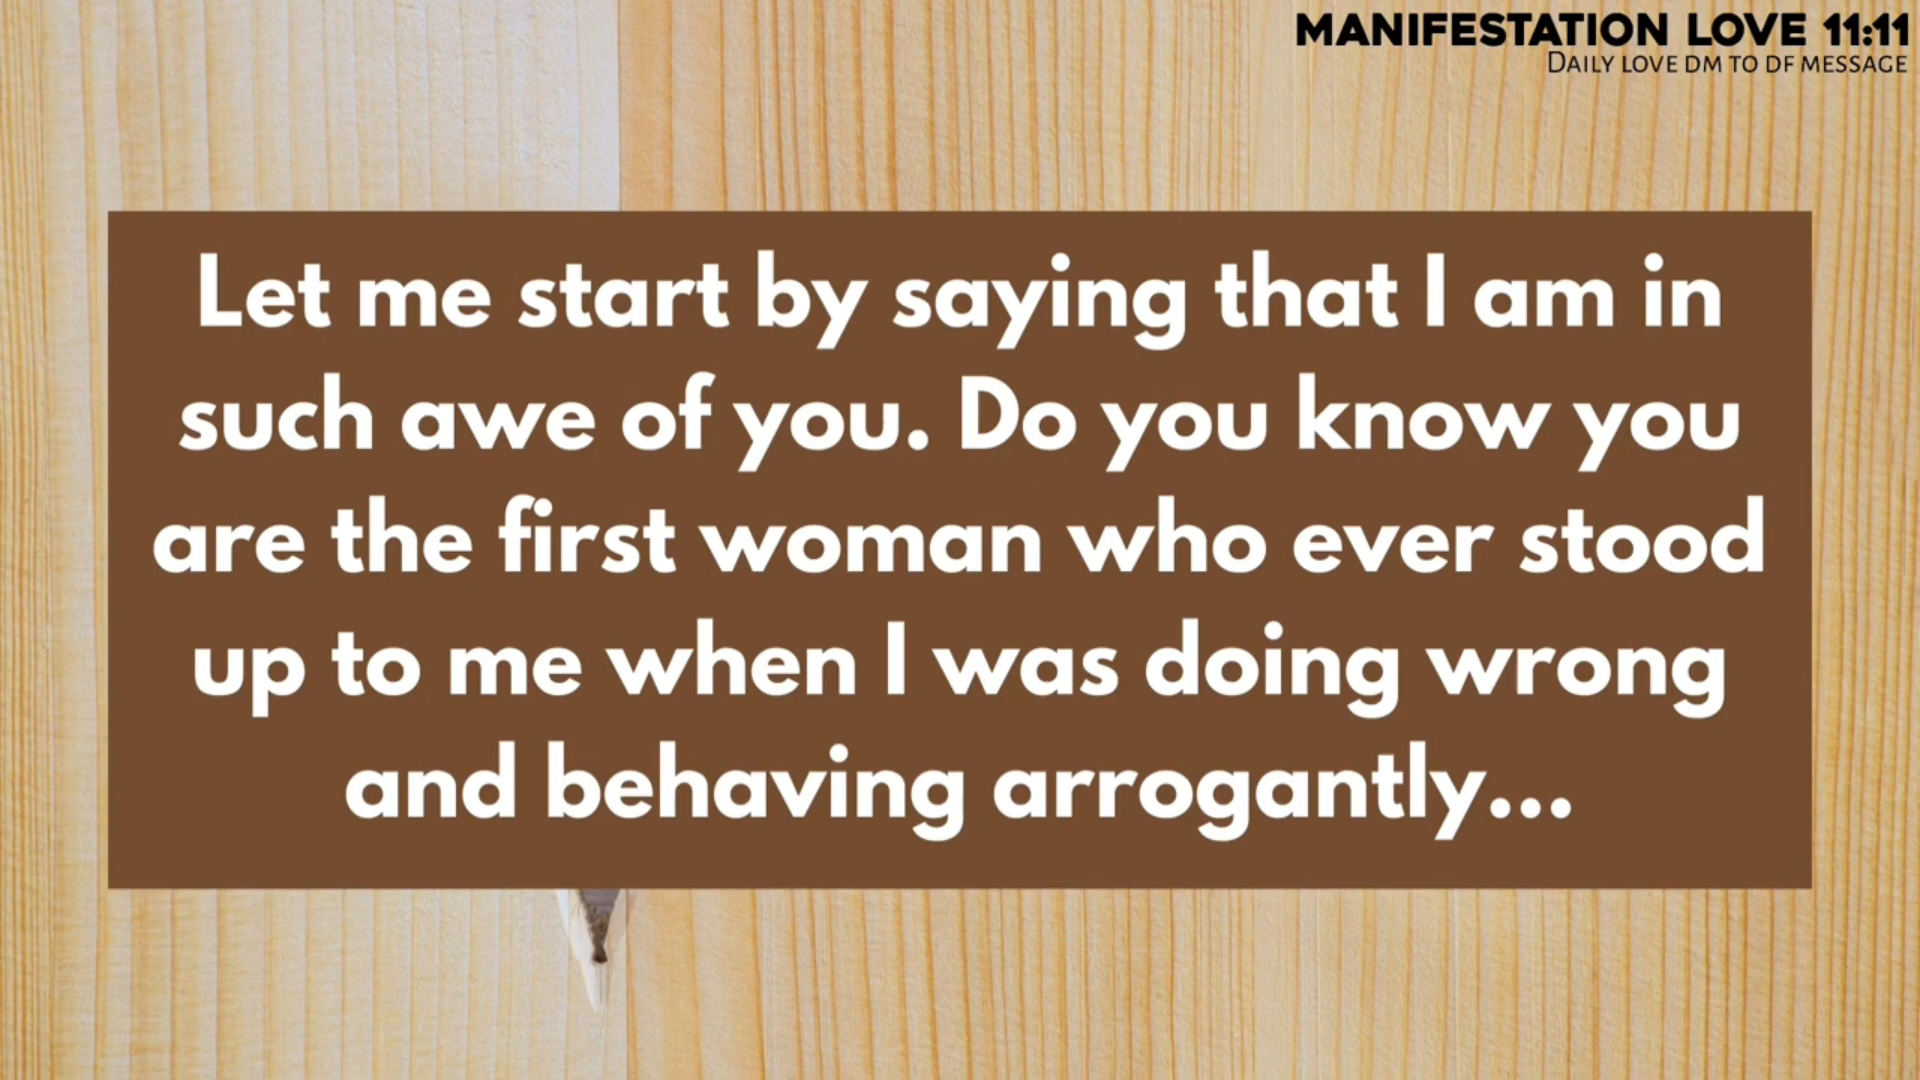 MANIFESTATION LOVE 11:11
DAILY LOVE DM TO DF MESSAGE
Let me start by saying that I am in
such awe of you. Do you know you
are the first woman who ever stood
up to me when I was doing wrong
and behaving arrogantly...